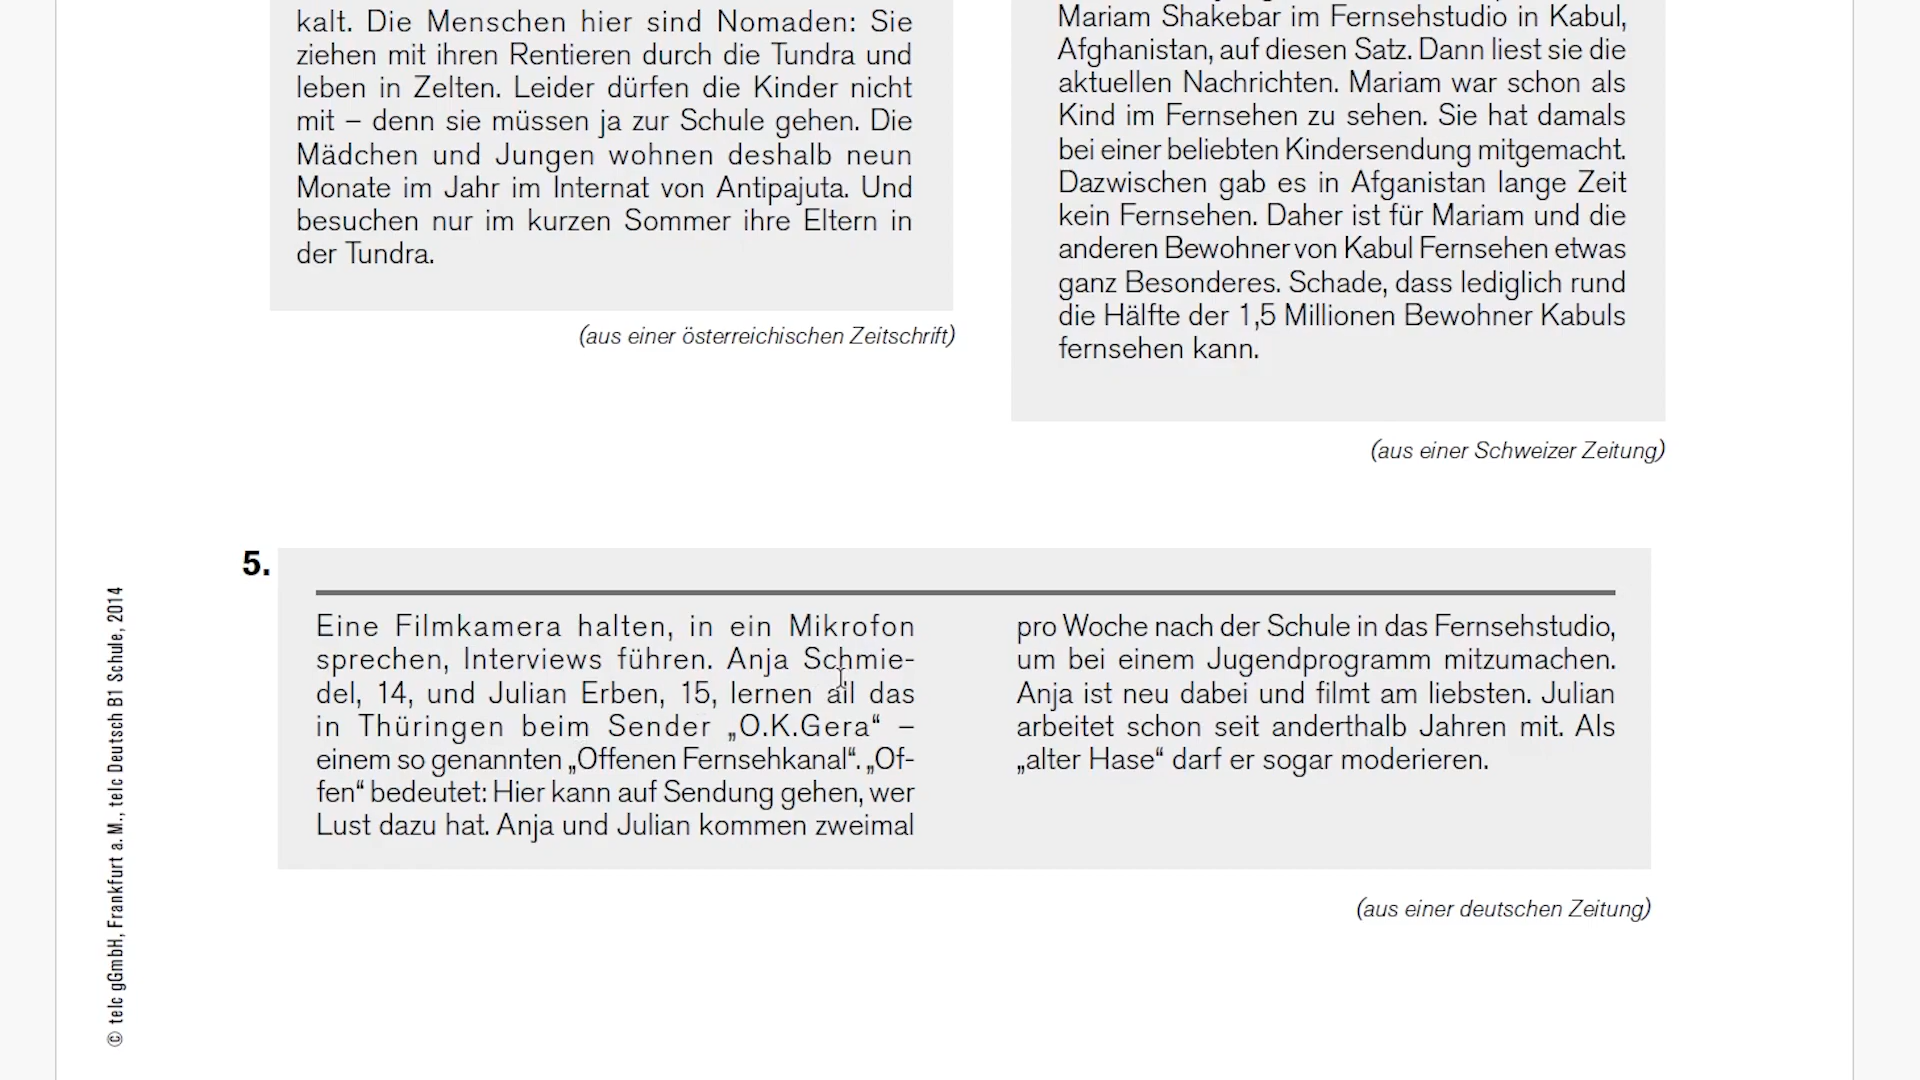 kalt. Die Menschen hier sind Nomaden: Sie
ziehen mit ihren Rentieren durch die Tundra und
leben in Zelten. Leider dürfen die Kinder nicht
mit – denn sie müssen ja zur Schule gehen. Die
Mädchen und Jungen wohnen deshalb neun
Monate im Jahr im Internat von Antipajuta. Und
besuchen nur im kurzen Sommer ihre Eltern in
der Tundra.
(aus einer österreichischen Zeitschrift)
Mariam Shakebar im Fernsehstudio in Kabul,
Afghanistan, auf diesen Satz. Dann liest sie die
aktuellen Nachrichten. Mariam war schon als
Kind im Fernsehen zu sehen. Sie hat damals
bei einer beliebten Kindersendung mitgemacht.
Dazwischen gab es in Afganistan lange Zeit
kein Fernsehen. Daher ist für Mariam und die
anderen Bewohner von Kabul Fernsehen etwas
ganz Besonderes. Schade, dass lediglich rund
die Hälfte der 1,5 Millionen Bewohner Kabuls
fernsehen kann.
(aus einer Schweizer Zeitung)
5.
Eine Filmkamera halten, in ein Mikrofon
sprechen, Interviews führen. Anja Schmie-
del, 14, und Julian Erben, 15, lernen all das
in Thüringen beim Sender „O.K.Gera“ –
einem so genannten „Offenen Fernsehkanal“. „Of-
fen“ bedeutet: Hier kann auf Sendung gehen, wer
Lust dazu hat. Anja und Julian kommen zweimal
pro Woche nach der Schule in das Fernsehstudio,
um bei einem Jugendprogramm mitzumachen.
Anja ist neu dabei und filmt am liebsten. Julian
arbeitet schon seit anderthalb Jahren mit. Als
„alter Hase“ darf er sogar moderieren.
(aus einer deutschen Zeitung)
© telc gGmbH, Frankfurt a. M., telc Deutsch B1 Schule, 2014